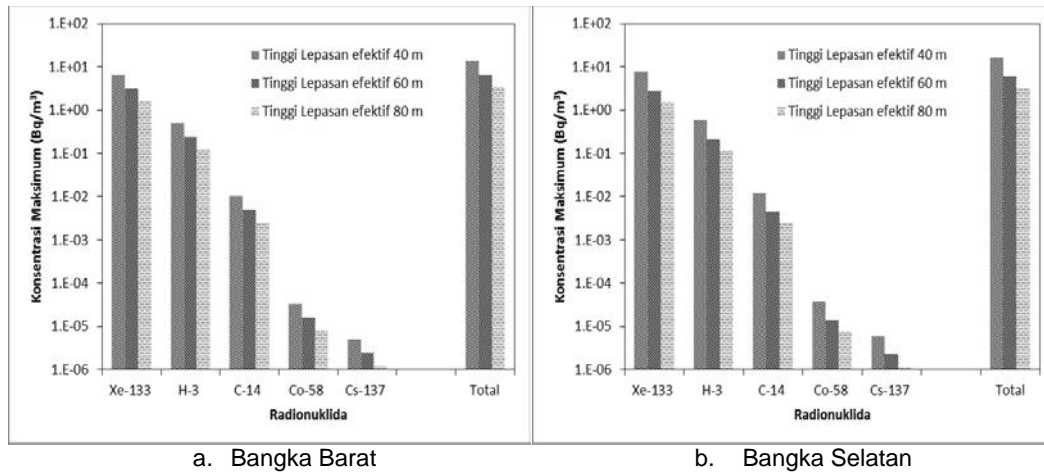 Konsentrasi Maksimum (Bq/m³)
1.E+02
1.E+01
1.E+00
1.E-01
1.E-02
1.E-03
1.E-04
1.E-05
1.E-06
Tinggi Lepasan efektif 40 m
Tinggi Lepasan efektif 60 m
Tinggi Lepasan efektif 80 m
Xe-133 H-3 C-14 Co-58 Cs-137 Total
Radionuklida
a. Bangka Barat
Konsentrasi Maksimum (Bq/m³)
1.E+02
1.E+01
1.E+00
1.E-01
1.E-02
1.E-03
1.E-04
1.E-05
1.E-06
Tinggi Lepasan efektif 40 m
Tinggi Lepasan efektif 60 m
Tinggi Lepasan efektif 80 m
Xe-133 H-3 C-14 Co-58 Cs-137 Total
Radionuklida
b. Bangka Selatan